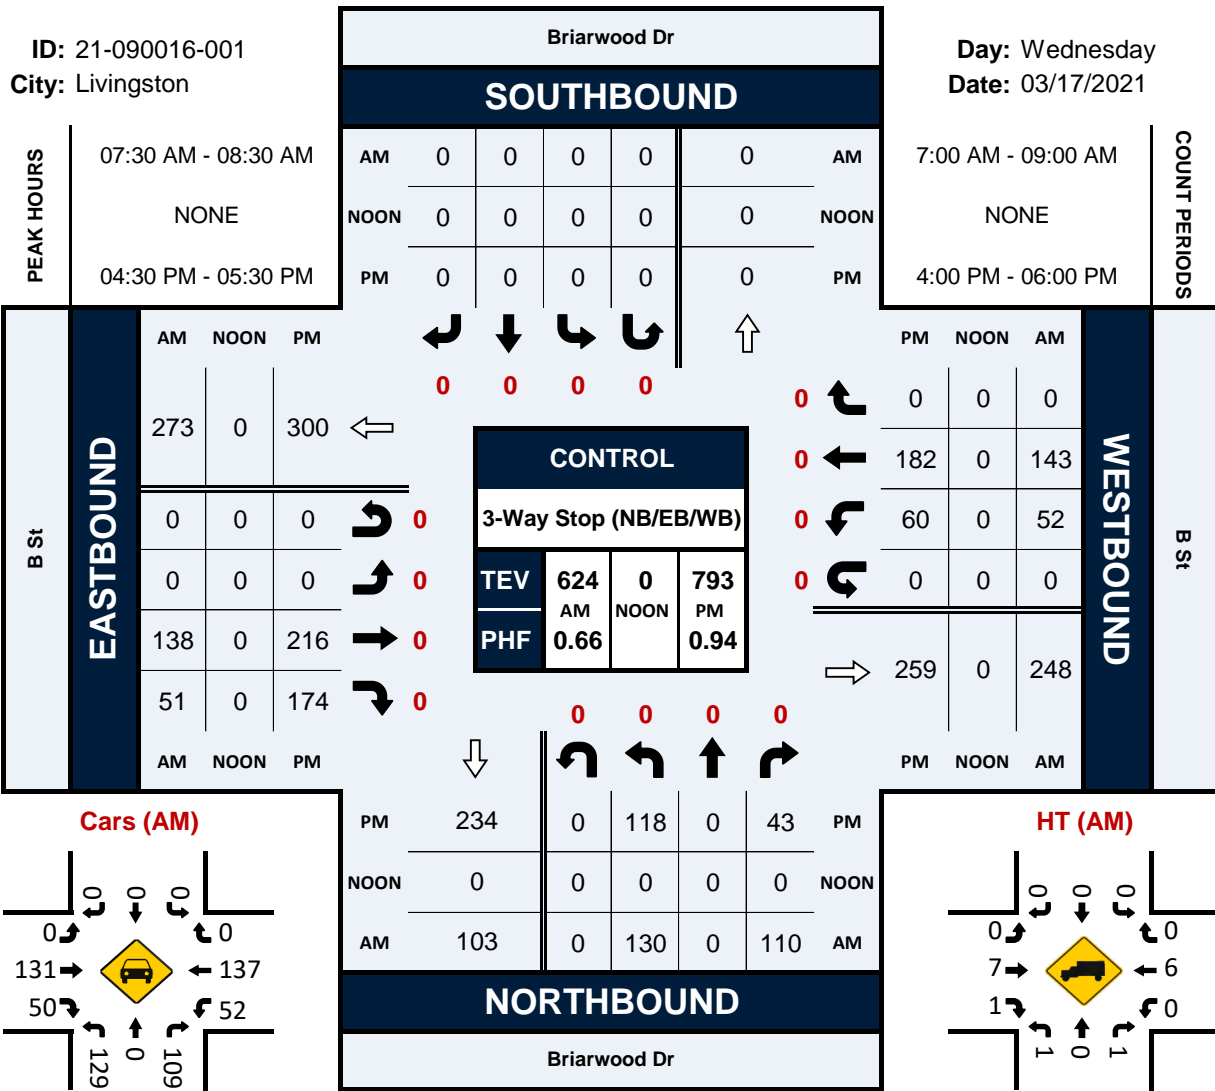 Briarwood Dr
ID: 21-090016-001
City: Livingston
Day: Wednesday
Date: 03/17/2021
SOUTHBOUND
PEAK HOURS
07:30 AM - 08:30 AM
NONE
04:30 PM - 05:30 PM
AM 0 0 0 0 0 AM
NOON 0 0 0 0 0 NOON
PM 0 0 0 0 0 PM
7:00 AM - 09:00 AM
NONE
4:00 PM - 06:00 PM
COUNT PERIODS
0 0 0 0
B St
EASTBOUND
AM NOON PM
273 0 300
0 0 0 0
0 0 0 0
138 0 216 0
51 0 174 0
AM NOON PM
CONTROL
3-Way Stop (NB/EB/WB)
TEV 624 0 793
AM NOON PM
PHF 0.66 0.94
PM NOON AM
0 0 0 0
0 182 0 143
0 60 0 52
0 0 0 0
259 0 248
PM NOON AM
WESTBOUND
B St
0 0 0 0
PM 234 0 118 0 43 PM
NOON 0 0 0 0 0 NOON
AM 103 0 130 0 110 AM
NORTHBOUND
Briarwood Dr
Cars (AM)
0 0 0
0 0
131 137
50 52
129 0 109
HT (AM)
0 0 0
0 0
7 6
1 0
1 0 1